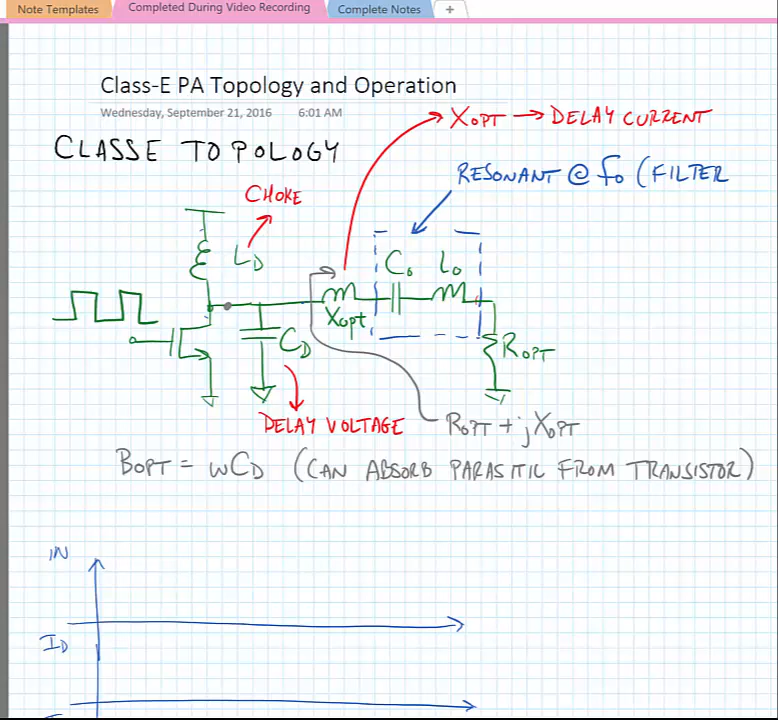 Note Templates
Completed During Video Recording
Complete Notes
+
Class-E PA Topology and Operation
Wednesday, September 21, 2016 6:01 AM
XOPT → DELAY CURRENT
CLASSE TOPOLOGY
RESONANT @ fo (FILTER
CHOKE
LD
Co Lo
XOPT
CD
ROPT
DELAY VOLTAGE
ROPT + jXOPT
BOPT = ωCD (CAN ABSORB PARASITIC FROM TRANSISTOR)
IN
ID